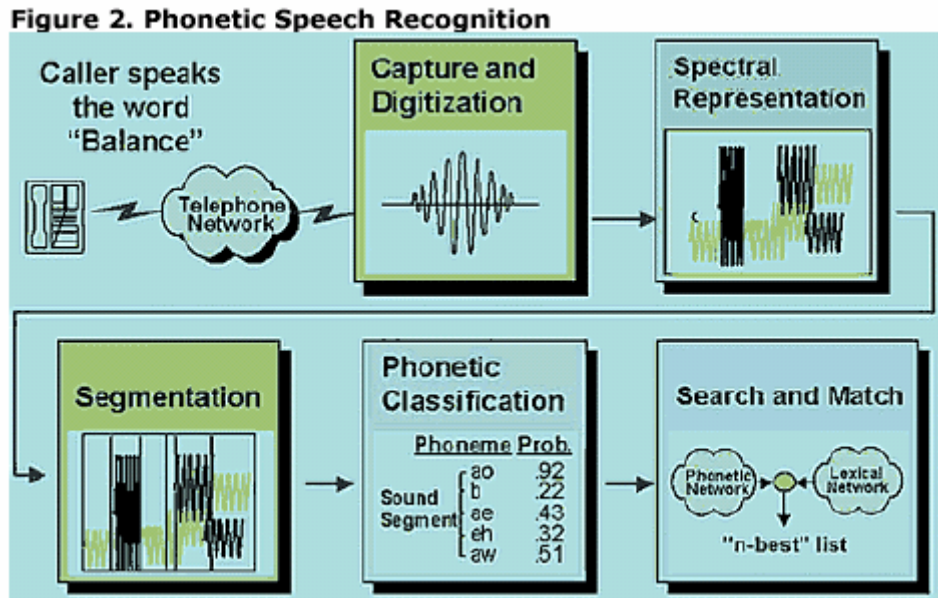 Figure 2. Phonetic Speech Recognition
Caller speaks
the word
“Balance”
Telephone
Network
Capture and
Digitization
Spectral
Representation
Segmentation
Phonetic
Classification
Phoneme Prob.
Sound
Segment
ao .92
b .22
ae .43
eh .32
aw .51
Search and Match
Phonetic
Network
Lexical
Network
"n-best" list